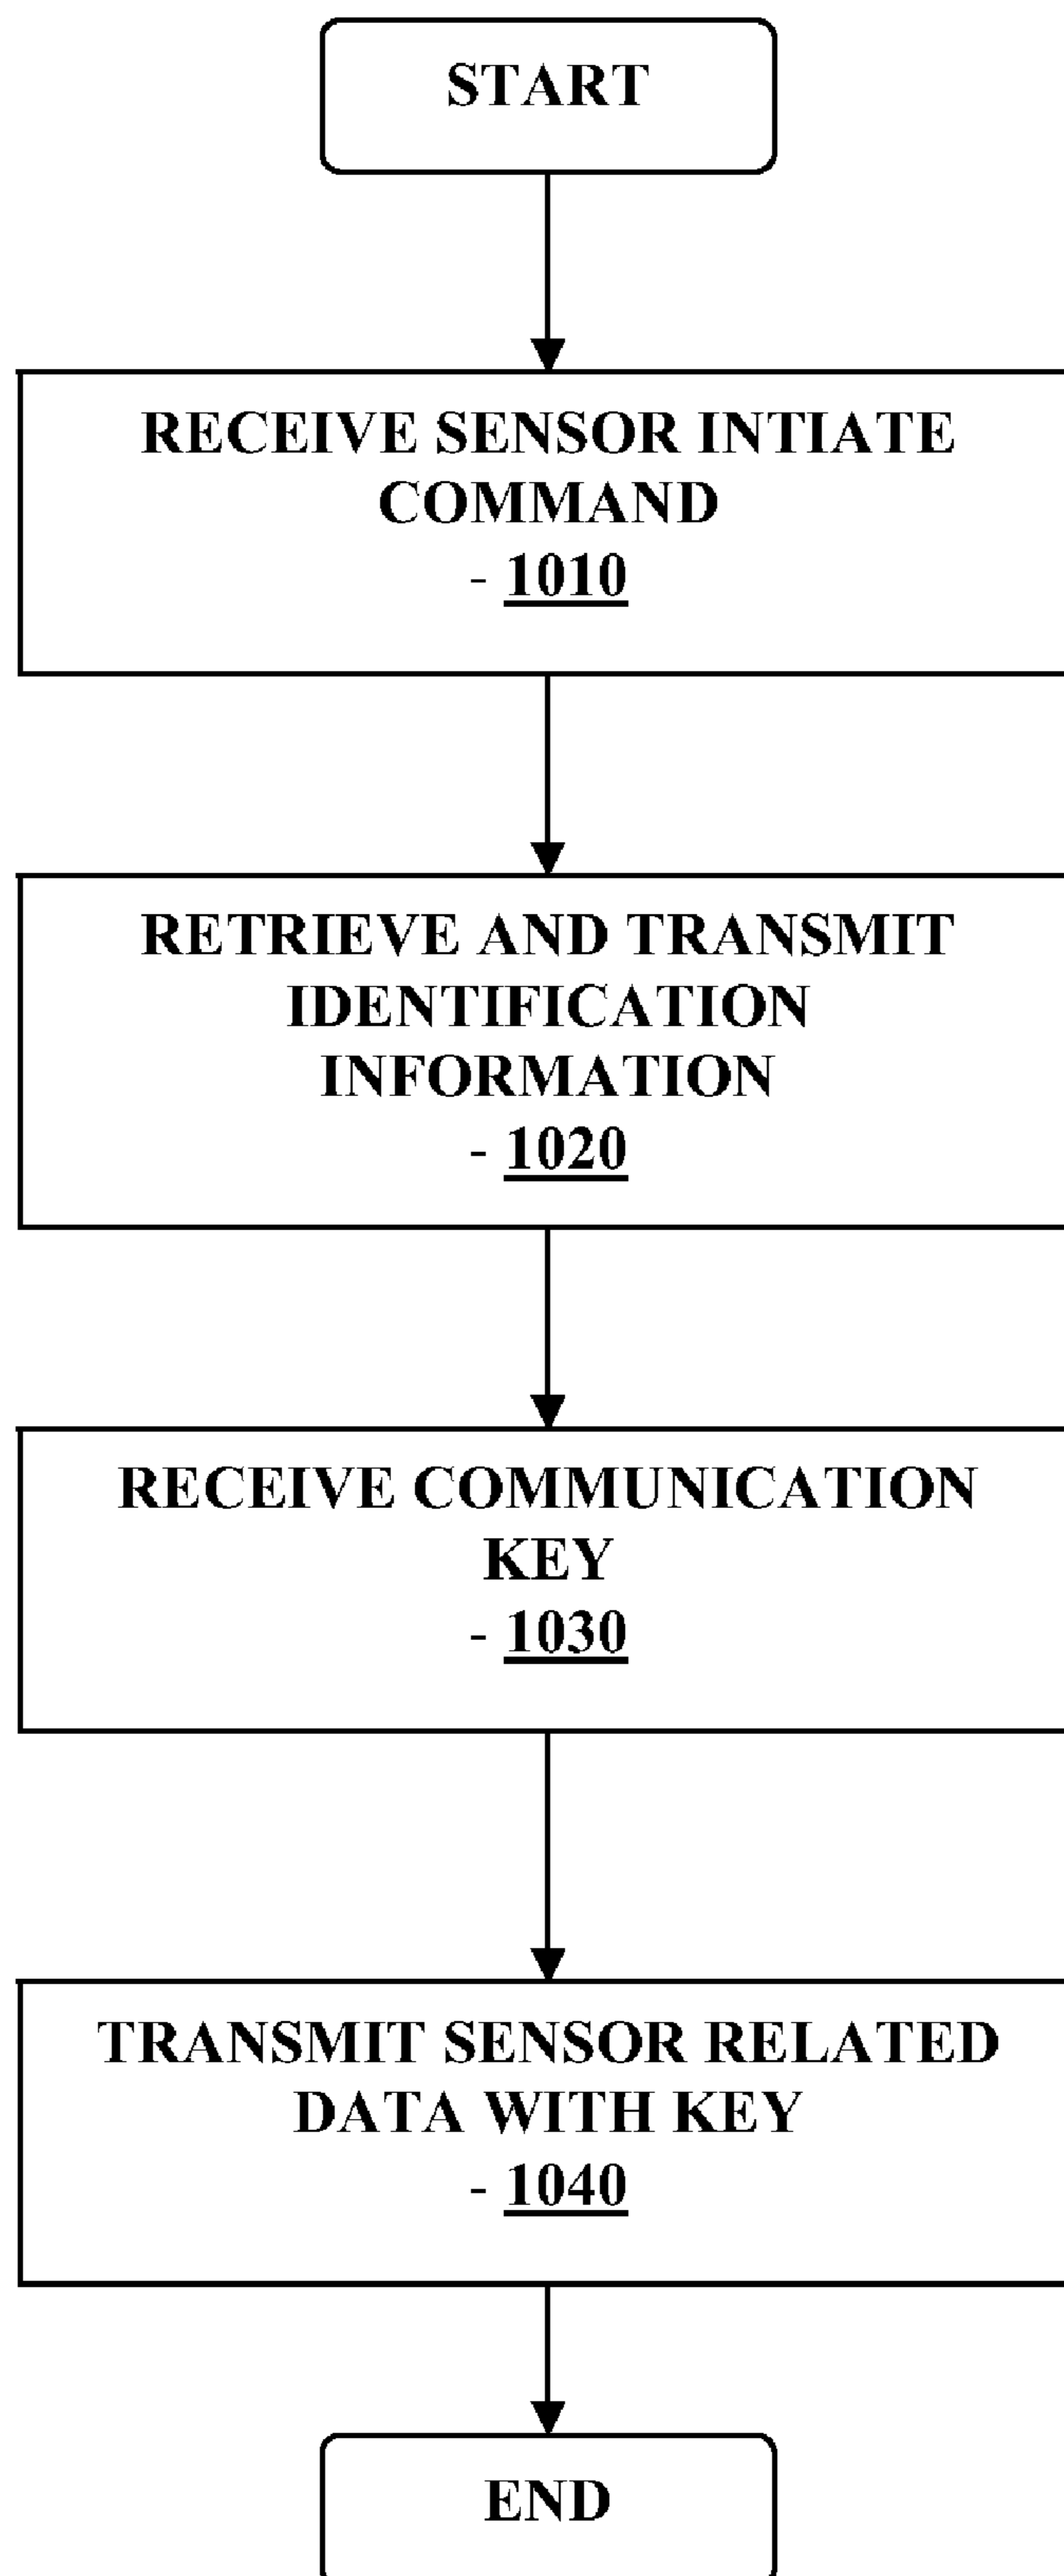 START
RECEIVE SENSOR INTIATE
COMMAND
- 1010
RETRIEVE AND TRANSMIT
IDENTIFICATION
INFORMATION
- 1020
RECEIVE COMMUNICATION
KEY
- 1030
TRANSMIT SENSOR RELATED
DATA WITH KEY
- 1040
END